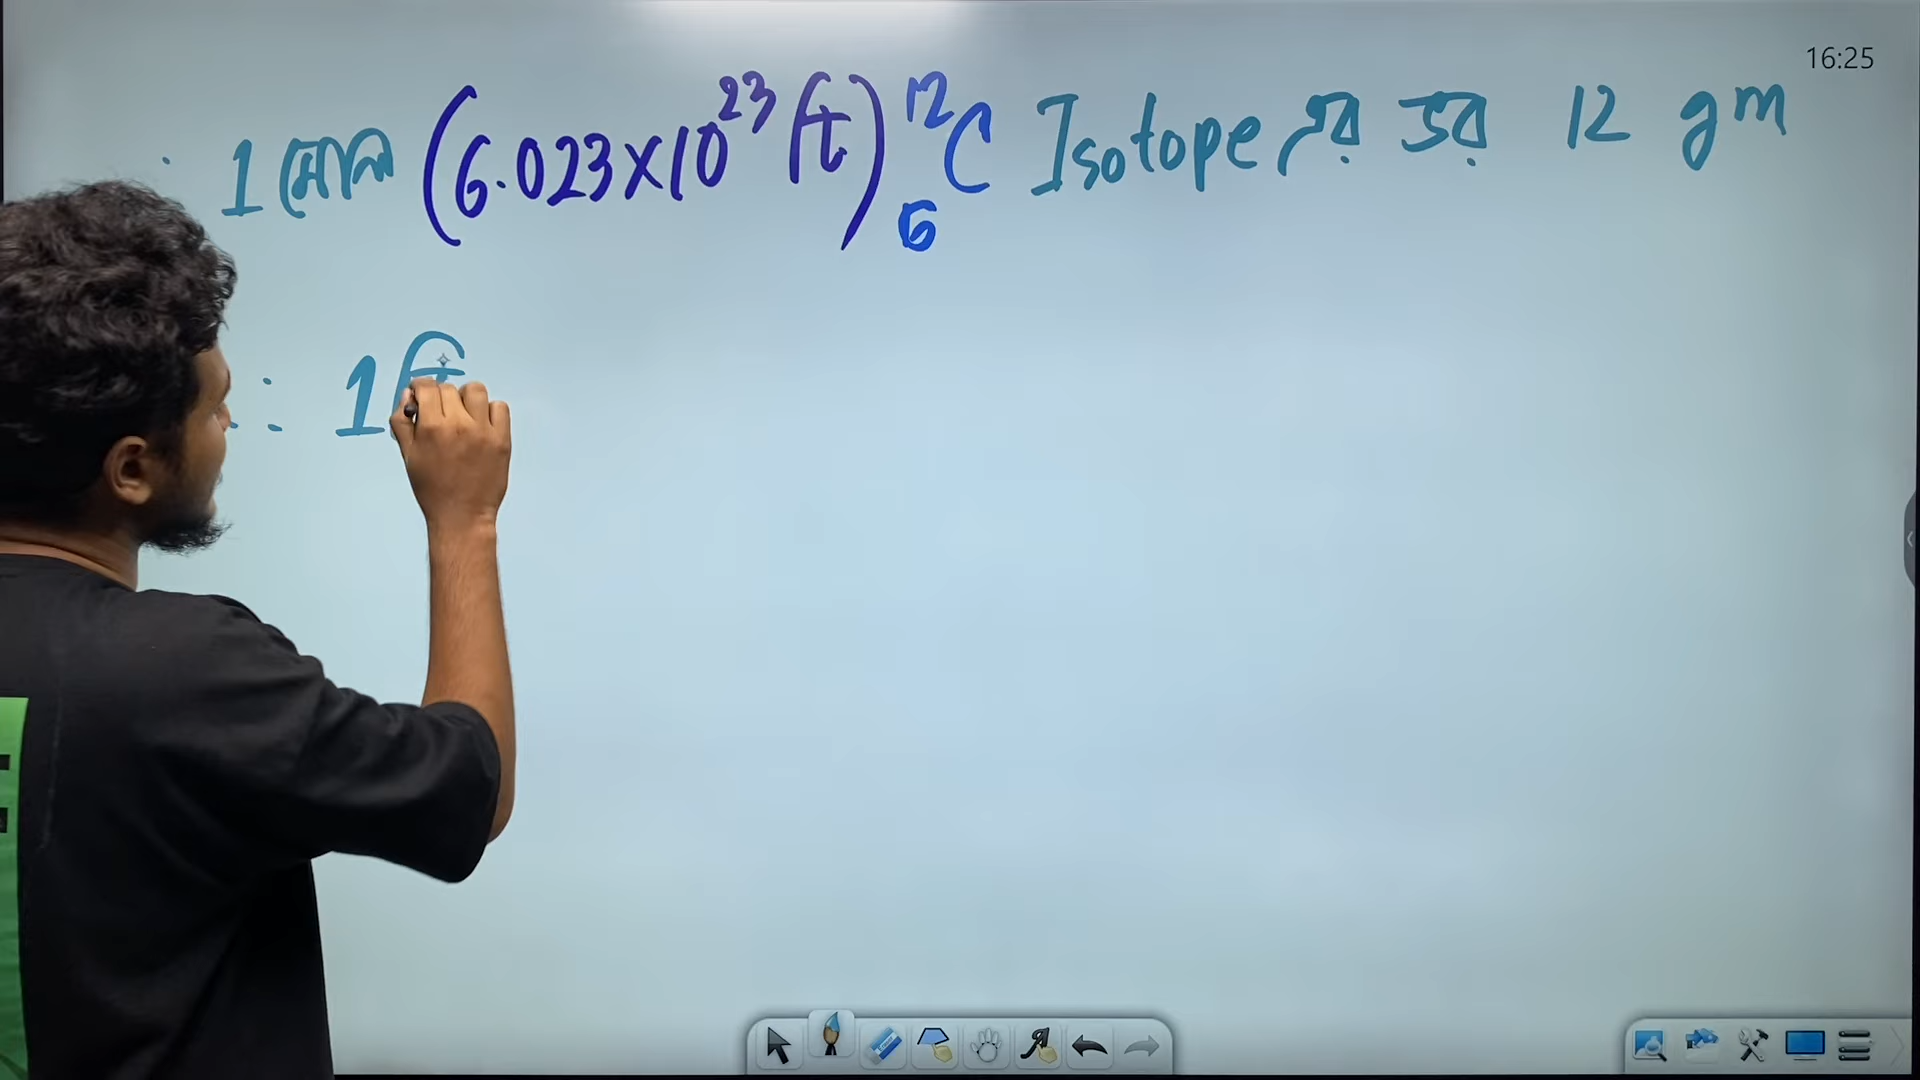 16:25
1 মোল (6.023×10²³ টি) ¹²₆C Isotope এর ভর 12 gm
∴ 1 টি